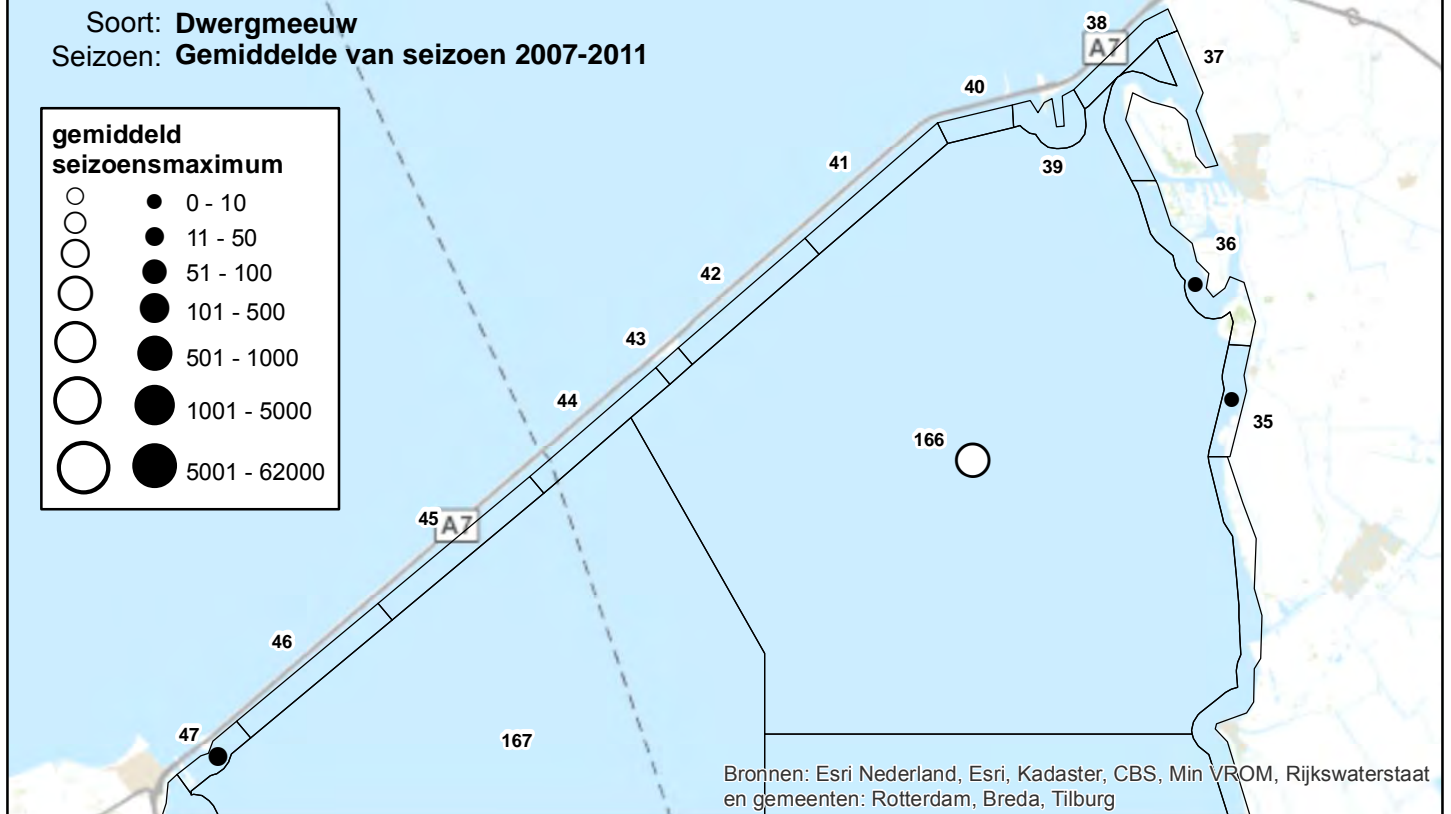 Soort: Dwergmeeuw
Seizoen: Gemiddelde van seizoen 2007-2011
gemiddeld
seizoensmaximum
0 - 10
11 - 50
51 - 100
101 - 500
501 - 1000
1001 - 5000
5001 - 62000
38
A7
37
40
41
39
36
42
43
44
35
166
45
A7
46
47
167
Bronnen: Esri Nederland, Esri, Kadaster, CBS, Min VROM, Rijkswaterstaat
en gemeenten: Rotterdam, Breda, Tilburg